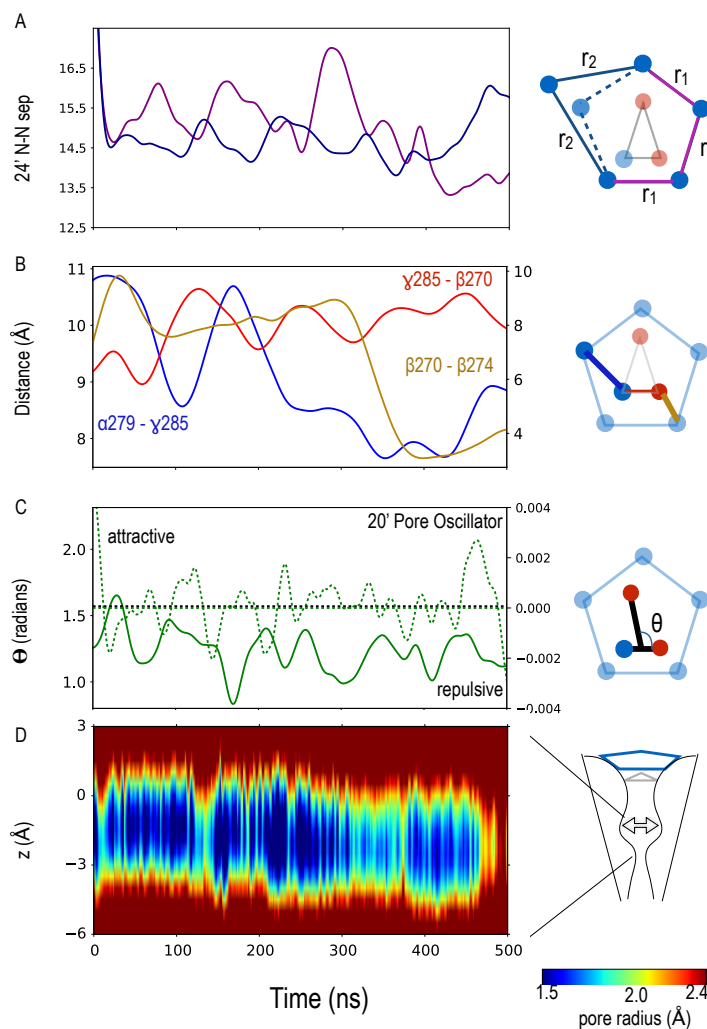 A
24' N-N sep
16.5
15.5
14.5
13.5
12.5
r2
r1
r2
r
r1
B
Distance (Å)
11
10
9
8
10
8
6
4
ɣ285 - β270
β270 - β274
α279 - ɣ285
C
Θ (radians)
2.0
1.5
1.0
0.004
0.002
0.000
−0.002
−0.004
attractive
20' Pore Oscillator
repulsive
θ
D
z (Å)
3
0
−3
−6
0
100
200
300
400
500
Time (ns)
1.5
2.0
2.4
pore radius (Å)